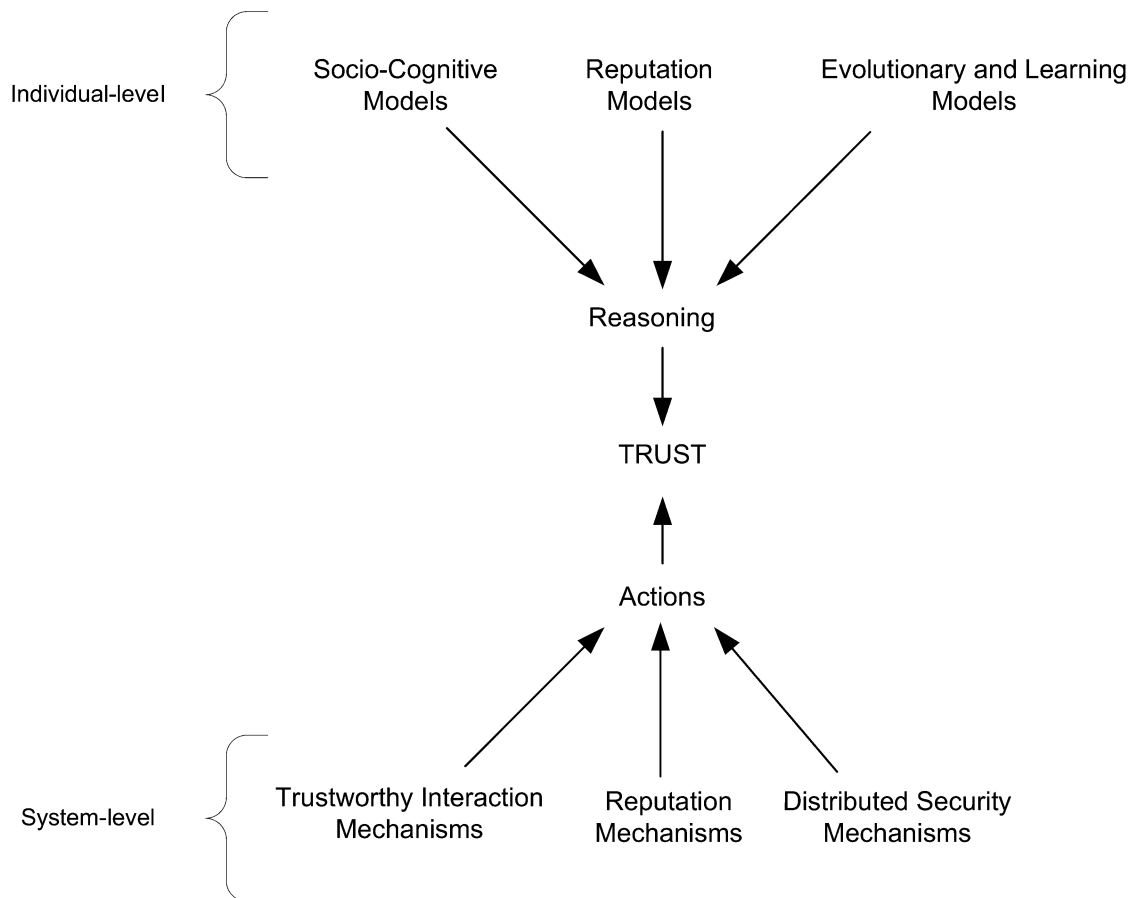 Individual-level
Socio-Cognitive
Models
Reputation
Models
Evolutionary and Learning
Models
Reasoning
TRUST
Actions
System-level
Trustworthy Interaction
Mechanisms
Reputation
Mechanisms
Distributed Security
Mechanisms